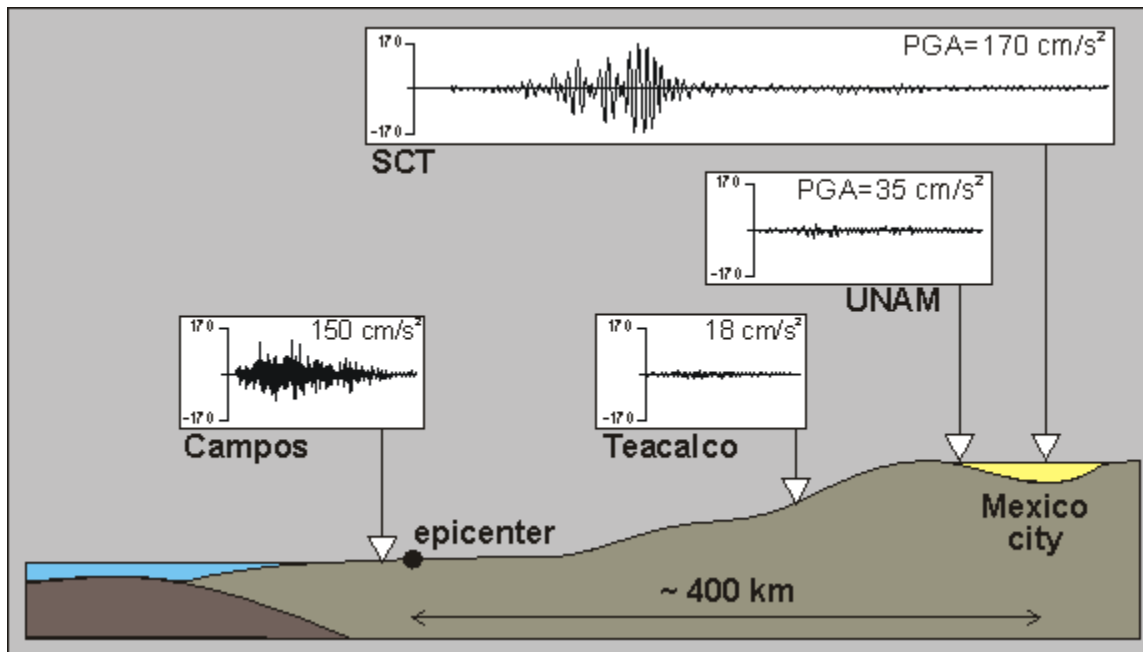 170
PGA=170 cm/s²
-170
SCT
170
PGA=35 cm/s²
-170
UNAM
170
150 cm/s²
-170
Campos
170
18 cm/s²
-170
Teacalco
epicenter
Mexico
city
~ 400 km